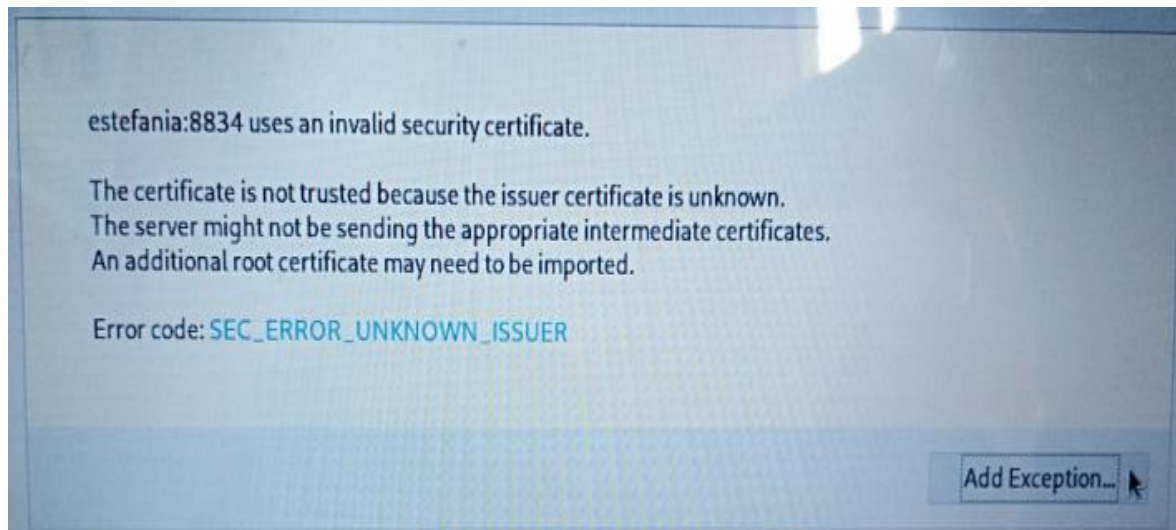 estefania:8834 uses an invalid security certificate.
The certificate is not trusted because the issuer certificate is unknown.
The server might not be sending the appropriate intermediate certificates.
An additional root certificate may need to be imported.
Error code: SEC_ERROR_UNKNOWN_ISSUER
Add Exception...